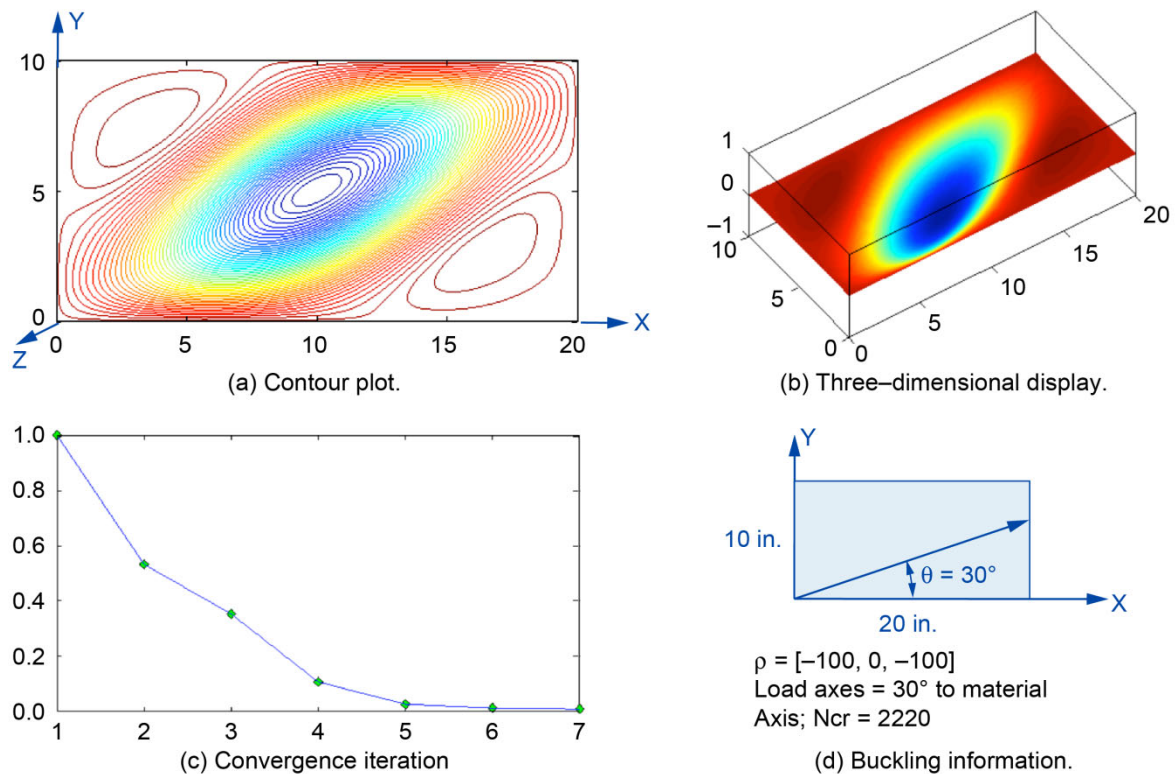 Y
10
5
0
Z
0 5 10 15 20
X
(a) Contour plot.
1
0
–1
10
5
0
0
5
10
15
20
(b) Three–dimensional display.
1.0
0.8
0.6
0.4
0.2
0.0
1 2 3 4 5 6 7
(c) Convergence iteration
Y
10 in.
θ = 30°
X
20 in.
ρ = [–100, 0, –100]
Load axes = 30° to material
Axis; Ncr = 2220
(d) Buckling information.